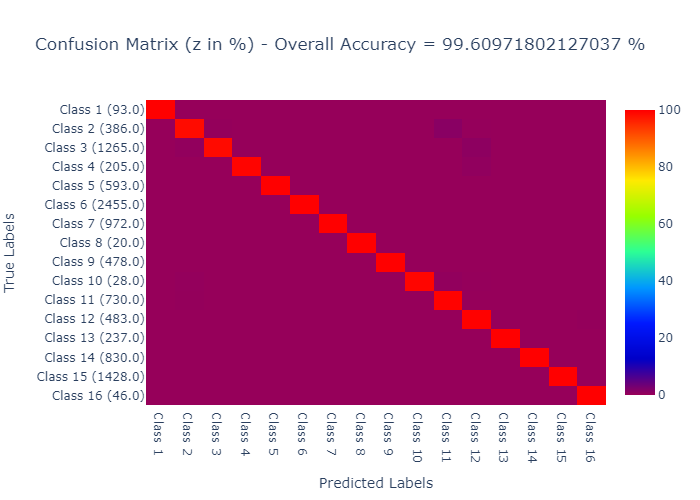 Confusion Matrix (z in %) - Overall Accuracy = 99.60971802127037 %
True Labels
Class 1 (93.0)
Class 2 (386.0)
Class 3 (1265.0)
Class 4 (205.0)
Class 5 (593.0)
Class 6 (2455.0)
Class 7 (972.0)
Class 8 (20.0)
Class 9 (478.0)
Class 10 (28.0)
Class 11 (730.0)
Class 12 (483.0)
Class 13 (237.0)
Class 14 (830.0)
Class 15 (1428.0)
Class 16 (46.0)
100
80
60
40
20
0
Class 1
Class 2
Class 3
Class 4
Class 5
Class 6
Class 7
Class 8
Class 9
Class 10
Class 11
Class 12
Class 13
Class 14
Class 15
Class 16
Predicted Labels